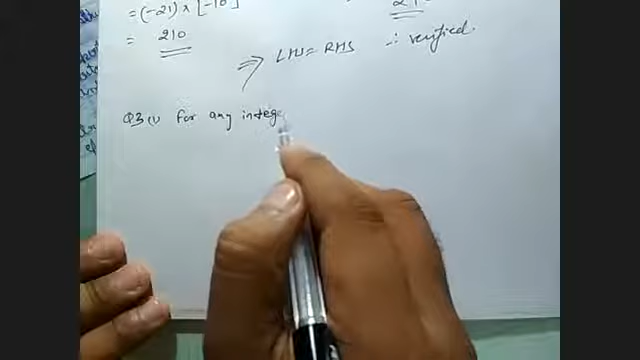 = (-21) × [-10]
= 210
⇒ LHS = RHS ∴ verified.
Q3 (i) For any integ